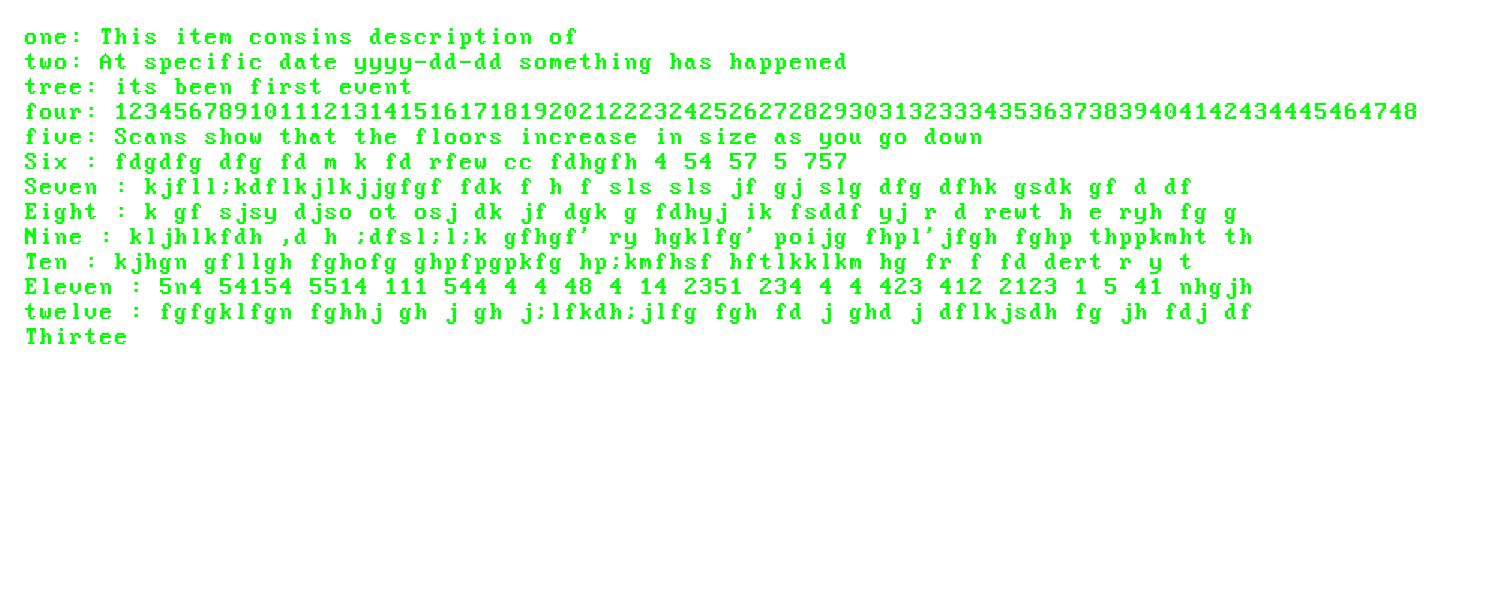 one: This item consins description of
two: At specific date yyyy-dd-dd something has happened
tree: its been first event
four: 123456789101112131415161718192021222324252627282930313233343536373839404142434445464748
five: Scans show that the floors increase in size as you go down
Six : fdgdfg dfg fd m k fd rfew cc fdhgfh 4 54 57 5 757
Seven : kjfll;kdflkjlkjjgfgf fdk f h f sls sls jf gj slg dfg dfhk gsdk gf d df
Eight : k gf sjsy djso ot osj dk jf dgk g fdhyj ik fsddf yj r d rewt h e ryh fg g
Nine : kljhlkfdh ,d h ;dfsl;l;k gfhgf' ry hgklfg' poijg fhpl'jfgh fghp thppkmht th
Ten : kjhgn gfllgh fghofg ghpfpgpkfg hp;kmfhsf hftlkklkm hg fr f fd dert r y t
Eleven : 5n4 54154 5514 111 544 4 4 48 4 14 2351 234 4 4 423 412 2123 1 5 41 nhgjh
twelve : fgfgklfgn fghhj gh j gh j;lfkdh;jlfg fgh fd j ghd j dflkjsdh fg jh fdj df
Thirtee